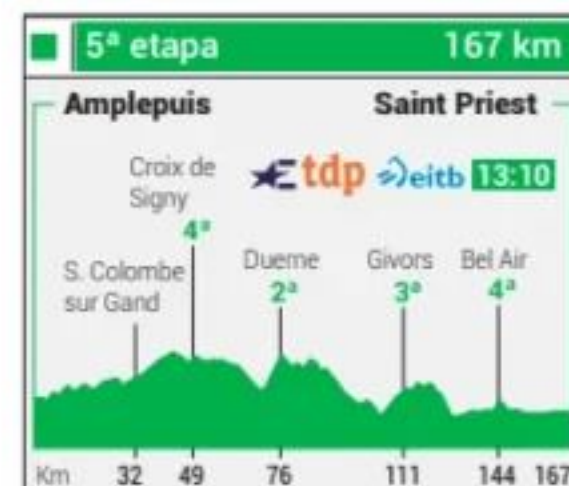 5ª etapa 167 km
Amplepuis Saint Priest
Croix de
Signy
4ª
tdp eitb 13:10
S. Colombe
sur Gand
Duerne
2ª
Givors
3ª
Bel Air
4ª
Km 32 49 76 111 144 167